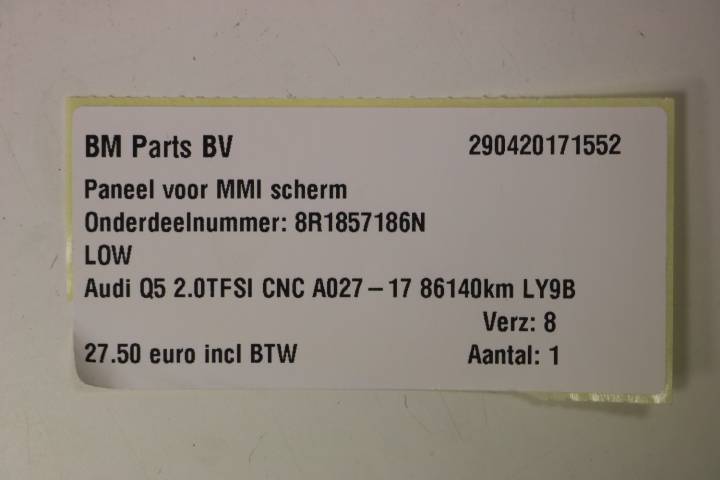 BM Parts BV 290420171552
Paneel voor MMI scherm
Onderdeelnummer: 8R1857186N
LOW
Audi Q5 2.0TFSI CNC A027-17 86140km LY9B
Verz: 8
27.50 euro incl BTW Aantal: 1